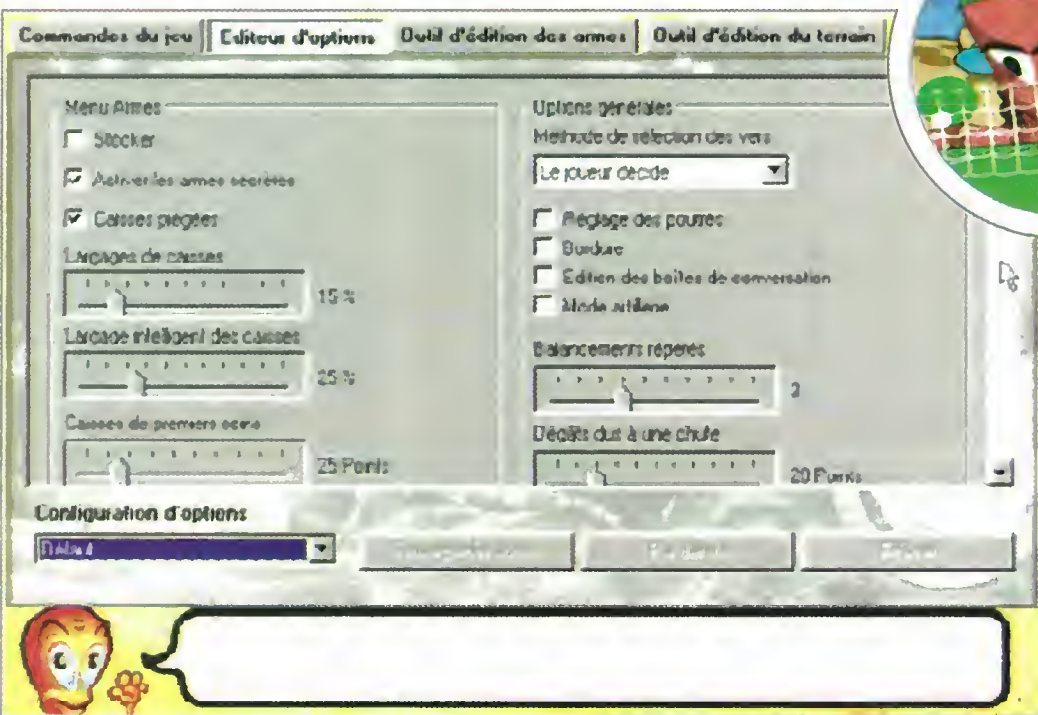 Commandes du jeu
Editeur d'options
Outil d'édition des armes
Outil d'édition du terrain
Menu Armes
Stocker
Activer les armes secrètes
Caisses piégées
Larguages de caisses
15 %
Larguage intelligent des caisses
25 %
Caisses de premiers soins
25 Points
Options générales
Méthode de sélection des vers
Le joueur décide
Réglage des poutres
Bordure
Edition des boîtes de conversation
Mode artillerie
Balancements répétés
3
Dégâts dus à une chute
20 Points
Configuration d'options
Début